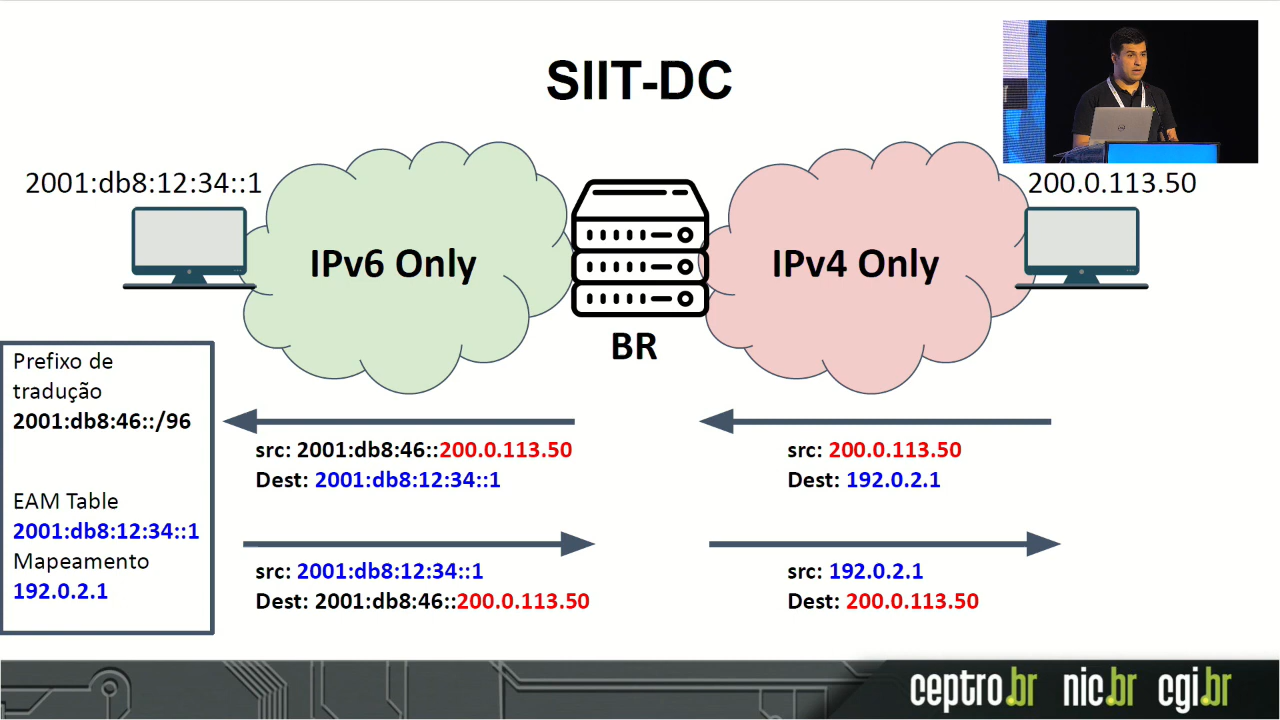 SIIT-DC
2001:db8:12:34::1
200.0.113.50
IPv6 Only
IPv4 Only
BR
Prefixo de
tradução
2001:db8:46::/96
EAM Table
2001:db8:12:34::1
Mapeamento
192.0.2.1
src: 2001:db8:46::200.0.113.50
Dest: 2001:db8:12:34::1
src: 200.0.113.50
Dest: 192.0.2.1
src: 2001:db8:12:34::1
Dest: 2001:db8:46::200.0.113.50
src: 192.0.2.1
Dest: 200.0.113.50
ceptro.br nic.br cgi.br